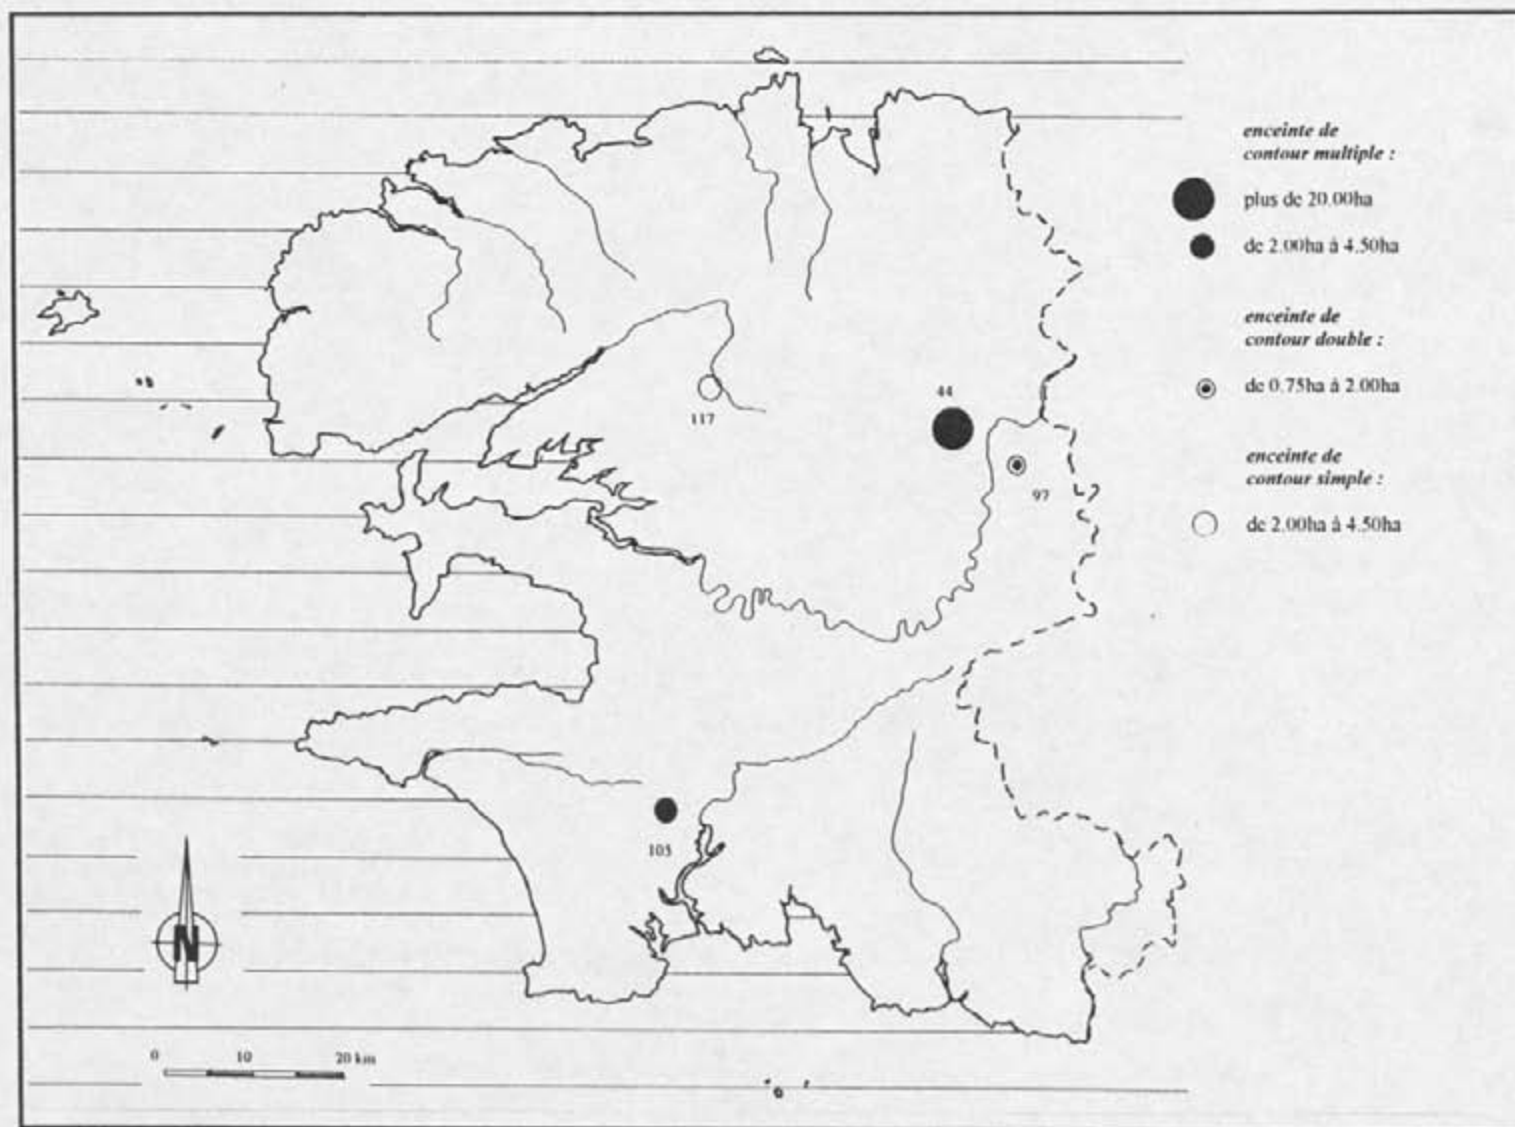 enceinte de
contour multiple :
plus de 20.00ha
de 2.00ha à 4.50ha
enceinte de
contour double :
de 0.75ha à 2.00ha
enceinte de
contour simple :
de 2.00ha à 4.50ha
44
117
97
105
N
0 10 20 km